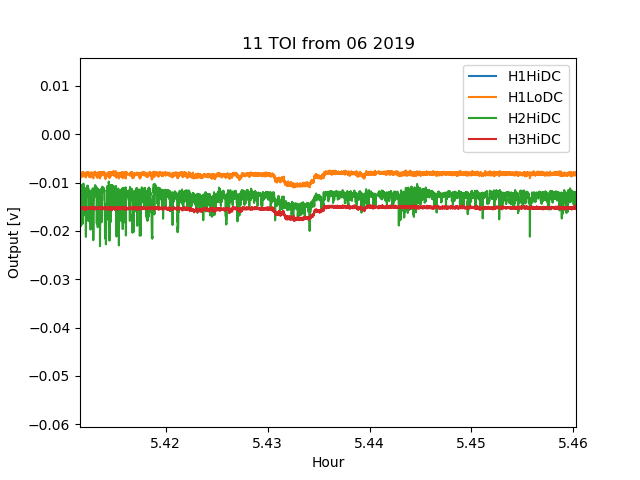 11 TOI from 06 2019
H1HiDC
H1LoDC
H2HiDC
H3HiDC
0.01
0.00
−0.01
−0.02
−0.03
−0.04
−0.05
−0.06
Output [v]
5.42 5.43 5.44 5.45 5.46
Hour